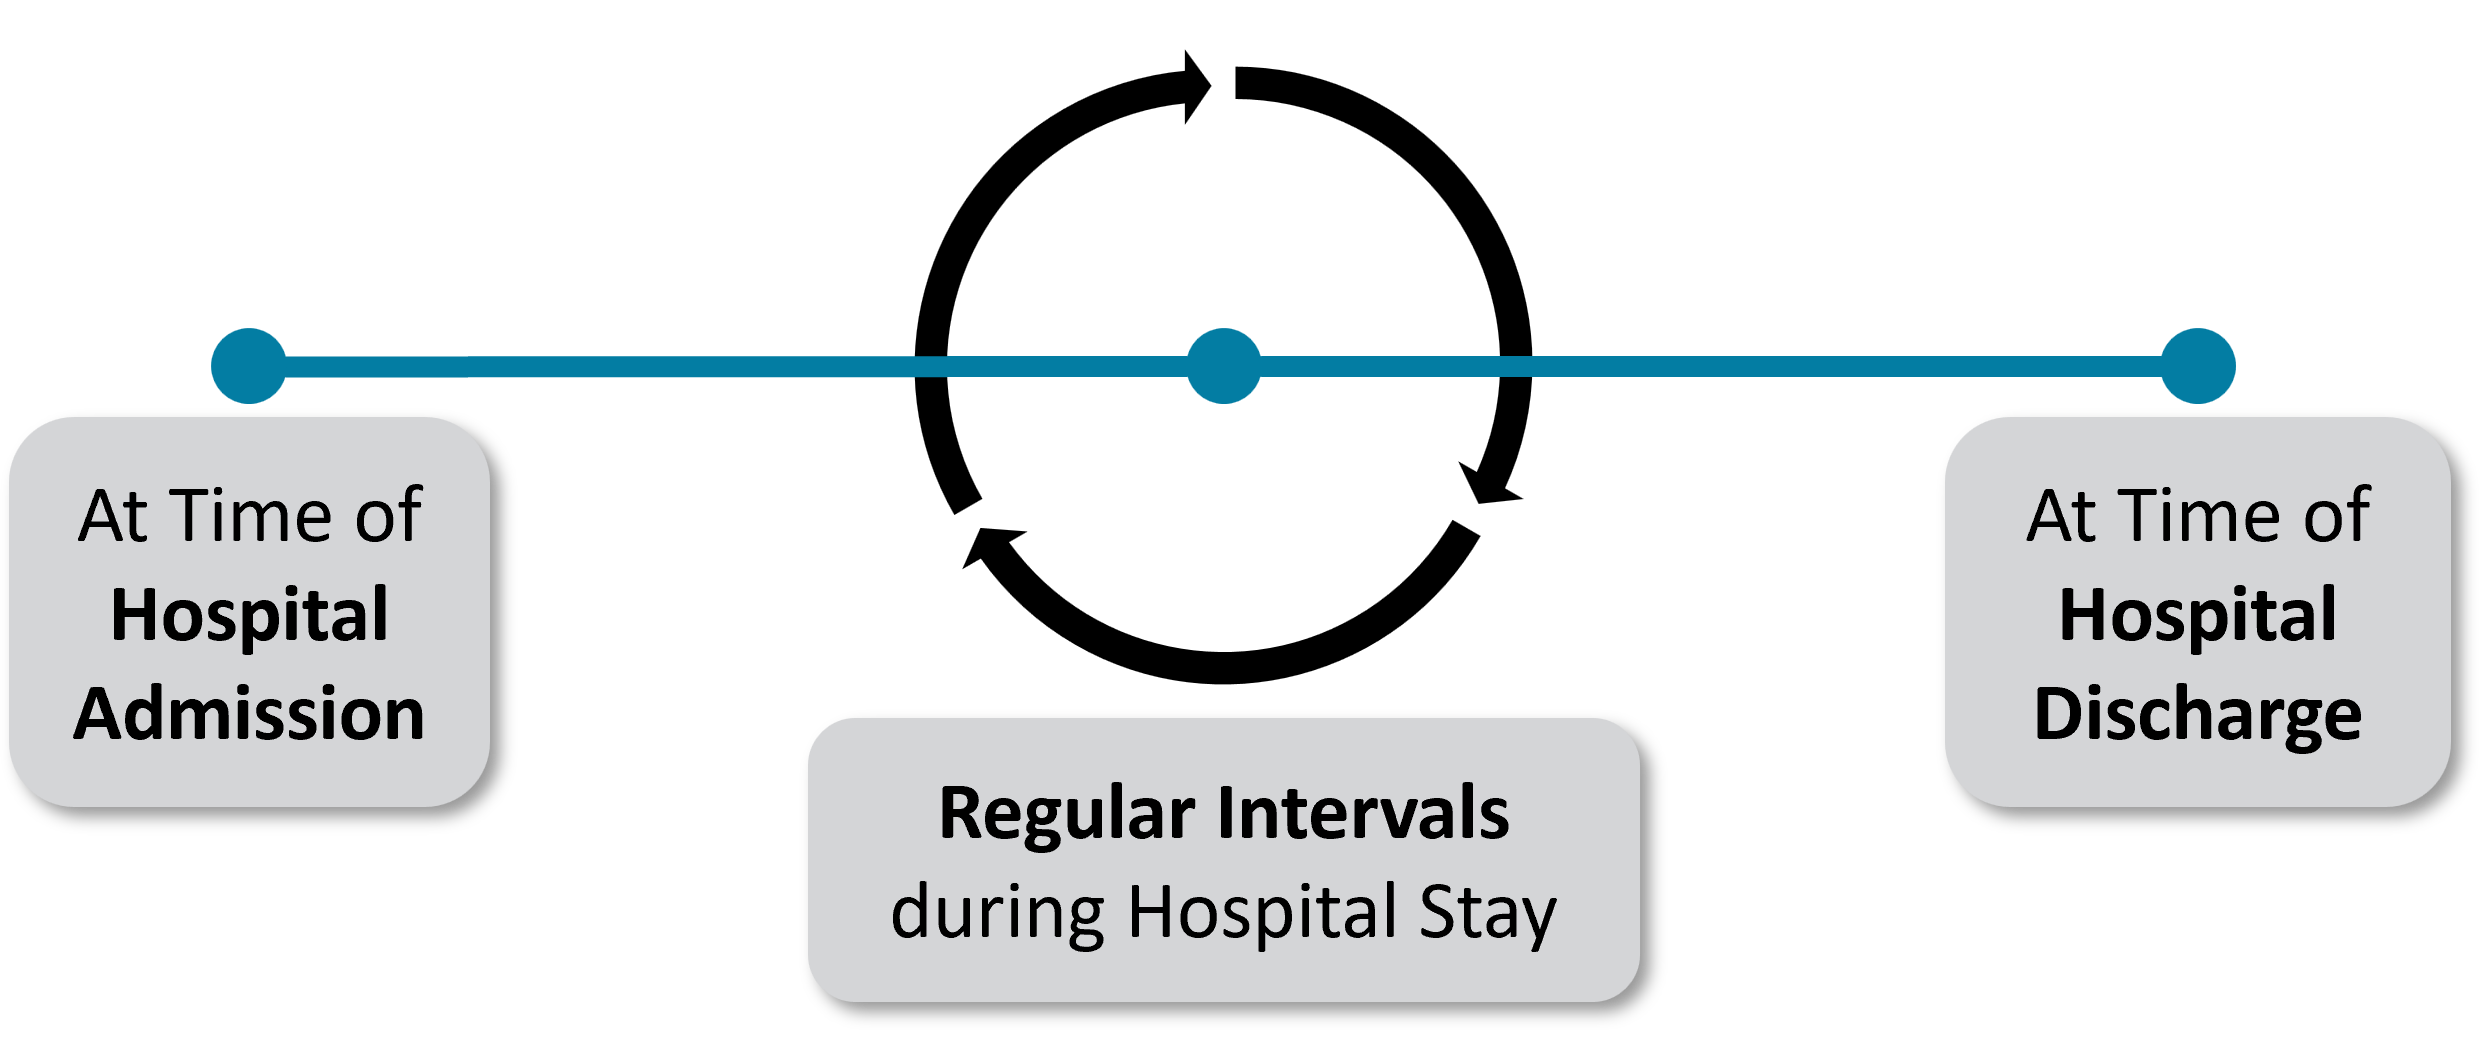 At Time of
Hospital
Admission
Regular Intervals
during Hospital Stay
At Time of
Hospital
Discharge